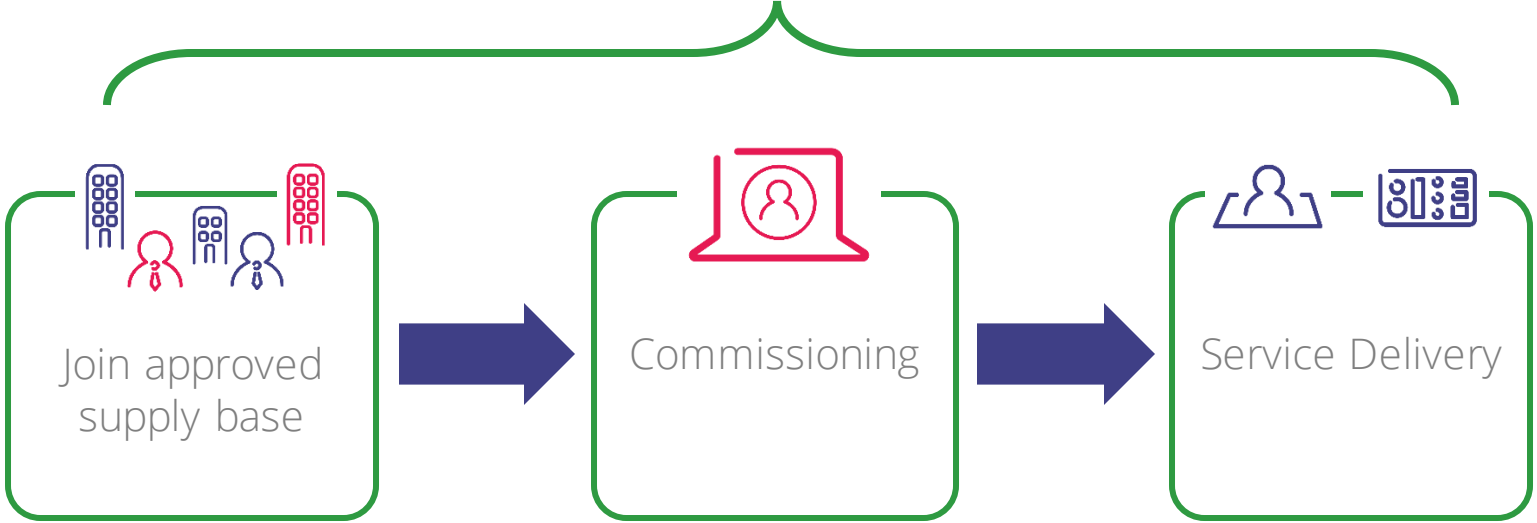 Join approved
supply base
Commissioning
Service Delivery